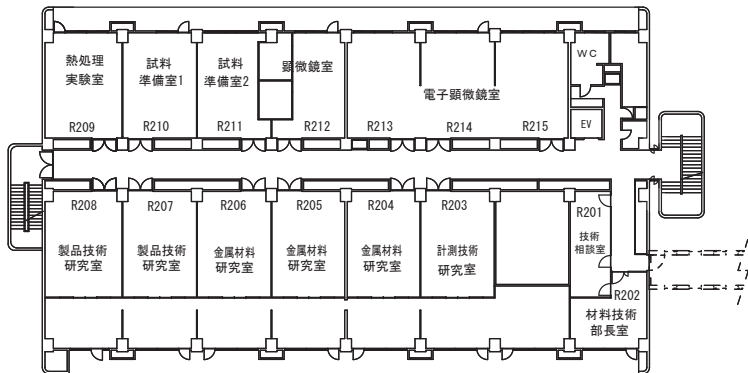 熱処理
実験室
R209
試料
準備室1
R210
試料
準備室2
R211
顕微鏡室
R212
電子顕微鏡室
R213
R214
R215
WC
EV
R208
製品技術
研究室
R207
製品技術
研究室
R206
金属材料
研究室
R205
金属材料
研究室
R204
金属材料
研究室
R203
計測技術
研究室
R201
技術
相談室
R202
材料技術
部長室